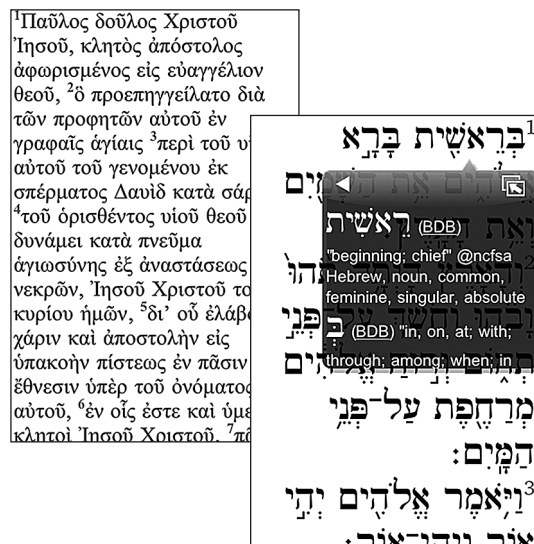 ¹Παῦλος δοῦλος Χριστοῦ
Ἰησοῦ, κλητὸς ἀπόστολος
ἀφωρισμένος εἰς εὐαγγέλιον
θεοῦ, ²ὃ προεπηγγείλατο διὰ
τῶν προφητῶν αὐτοῦ ἐν
γραφαῖς ἁγίαις ³περὶ τοῦ
αὐτοῦ τοῦ γενομένου ἐκ
σπέρματος Δαυὶδ κατὰ
⁴τοῦ ὁρισθέντος υἱοῦ θεοῦ
δυνάμει κατὰ πνεῦμα
ἁγιωσύνης ἐξ ἀναστάσεως
νεκρῶν, Ἰησοῦ Χριστοῦ
κυρίου ἡμῶν, ⁵δι’ οὗ
χάριν καὶ ἀποστολὴν εἰς
ὑπακοὴν πίστεως ἐν πᾶσιν
ἔθνεσιν ὑπὲρ τοῦ ὀνόματος
αὐτοῦ, ⁶ἐν οἷς ἐστε καὶ
κλητοὶ Ἰησοῦ Χριστοῦ, ⁷
¹בְּרֵאשִׁ֖ית בָּרָ֣א
רֵאשִׁית (BDB)
"beginning; chief" @ncfsa
Hebrew, noun, common,
feminine, singular, absolute
בְּ (BDB) "in, on, at; with;
through; among; when; in
מְרַחֶ֖פֶת עַל־פְּנֵ֥י
הַמָּֽיִם׃
³וַיֹּ֥אמֶר אֱלֹהִ֖ים יְהִ֣י
א֑וֹר וַֽיְהִי־אֽוֹר׃